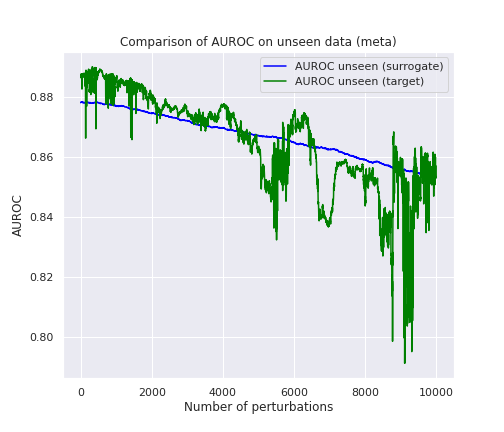 Comparison of AUROC on unseen data (meta)
AUROC unseen (surrogate)
AUROC unseen (target)
AUROC
0.88
0.86
0.84
0.82
0.80
0
2000
4000
6000
8000
10000
Number of perturbations